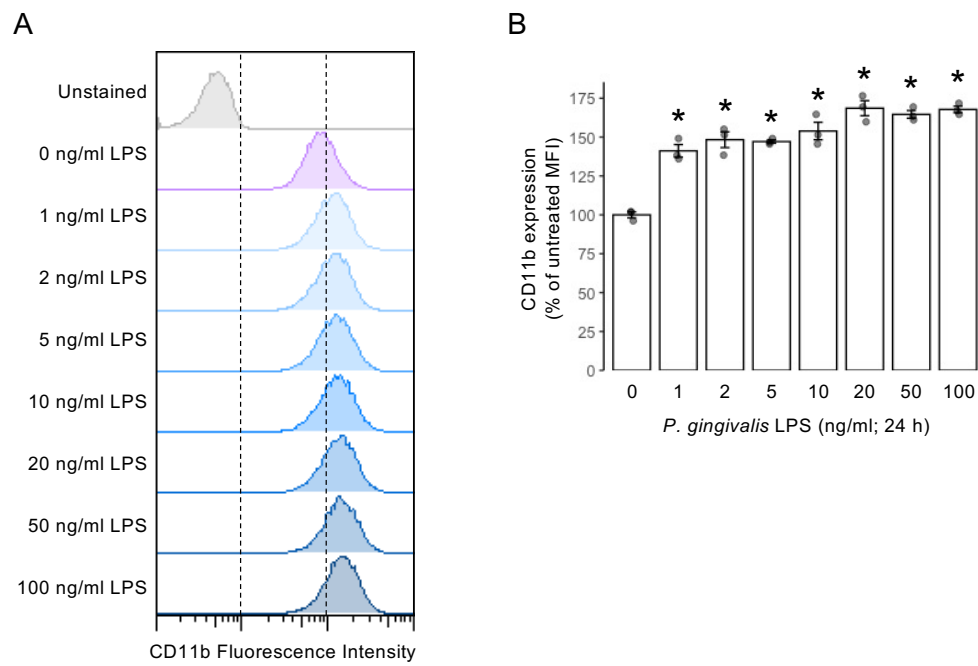 A
Unstained
0 ng/ml LPS
1 ng/ml LPS
2 ng/ml LPS
5 ng/ml LPS
10 ng/ml LPS
20 ng/ml LPS
50 ng/ml LPS
100 ng/ml LPS
CD11b Fluorescence Intensity
B
CD11b expression
(% of untreated MFI)
175
150
125
100
75
50
25
0
* * * * * * *
0 1 2 5 10 20 50 100
P. gingivalis LPS (ng/ml; 24 h)